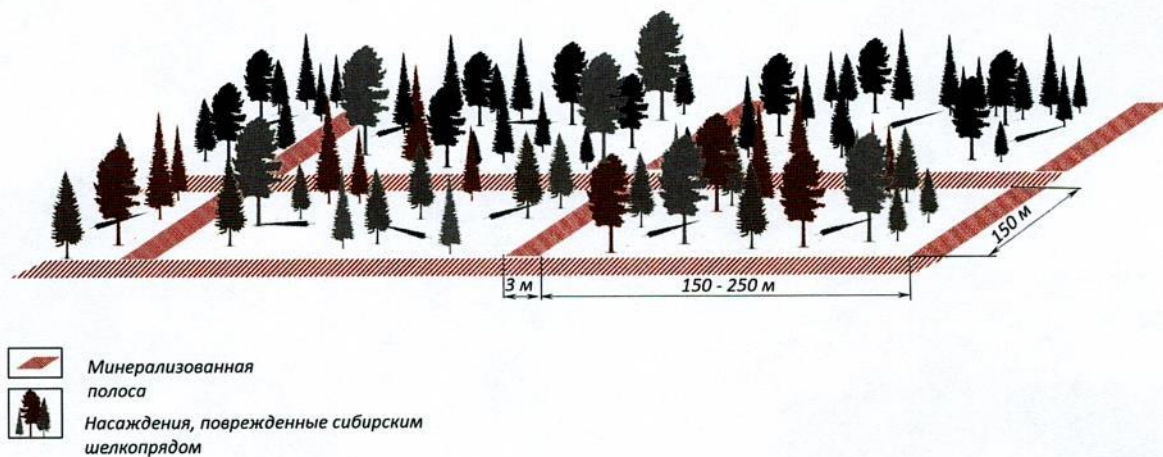 150 м
3 м
150 - 250 м
Минерализованная
полоса
Насаждения, поврежденные сибирским
шелкопрядом